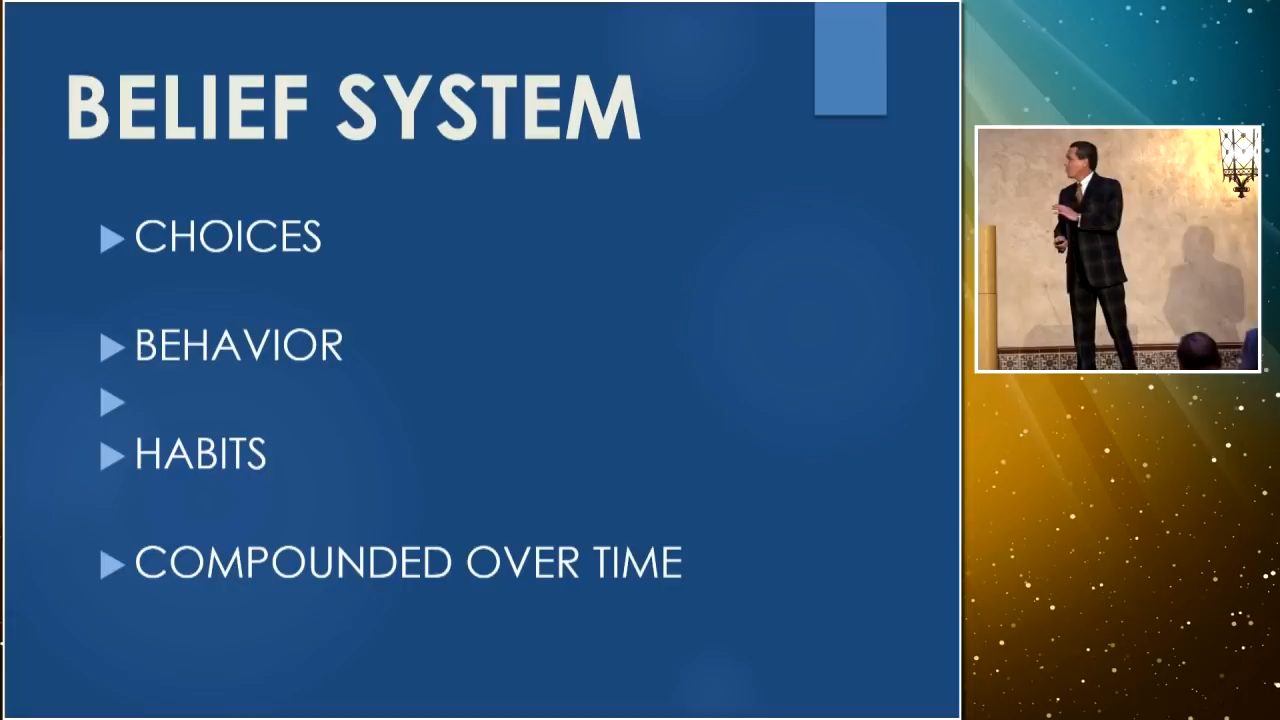 BELIEF SYSTEM
CHOICES
BEHAVIOR
HABITS
COMPOUNDED OVER TIME